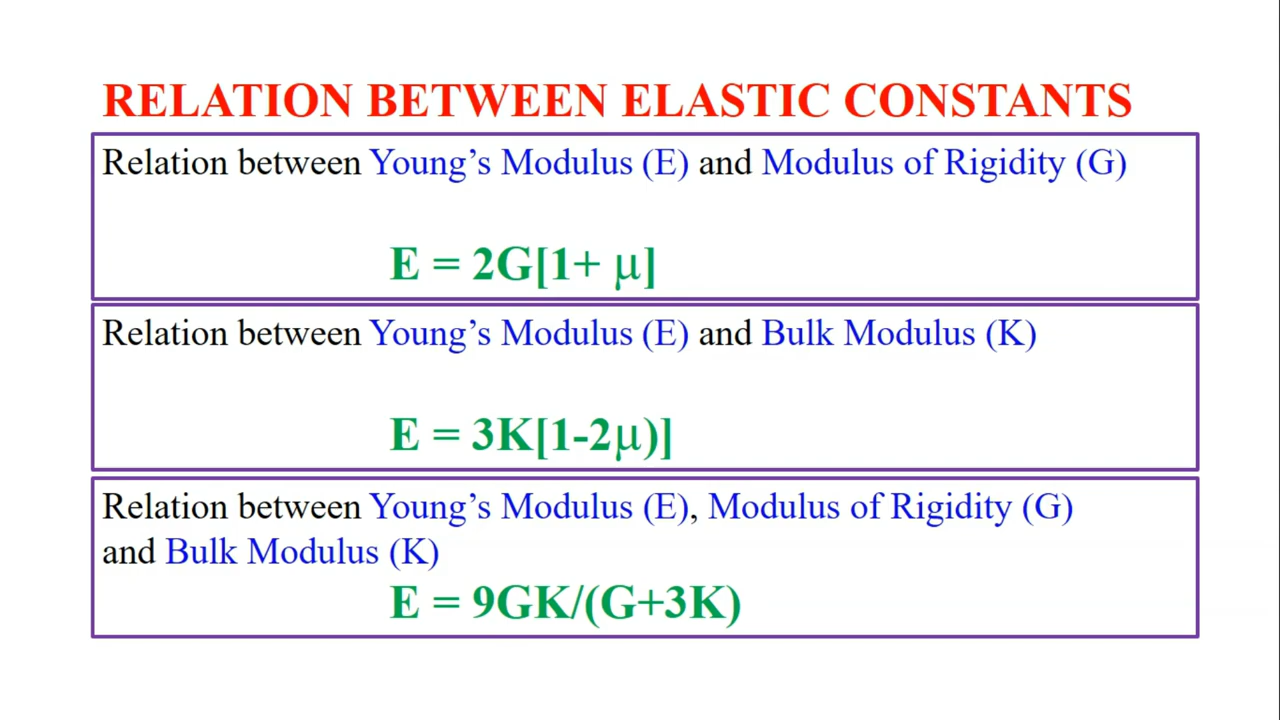 RELATION BETWEEN ELASTIC CONSTANTS
Relation between Young’s Modulus (E) and Modulus of Rigidity (G)
E = 2G[1+ μ]
Relation between Young’s Modulus (E) and Bulk Modulus (K)
E = 3K[1-2μ)]
Relation between Young’s Modulus (E), Modulus of Rigidity (G)
and Bulk Modulus (K)
E = 9GK/(G+3K)